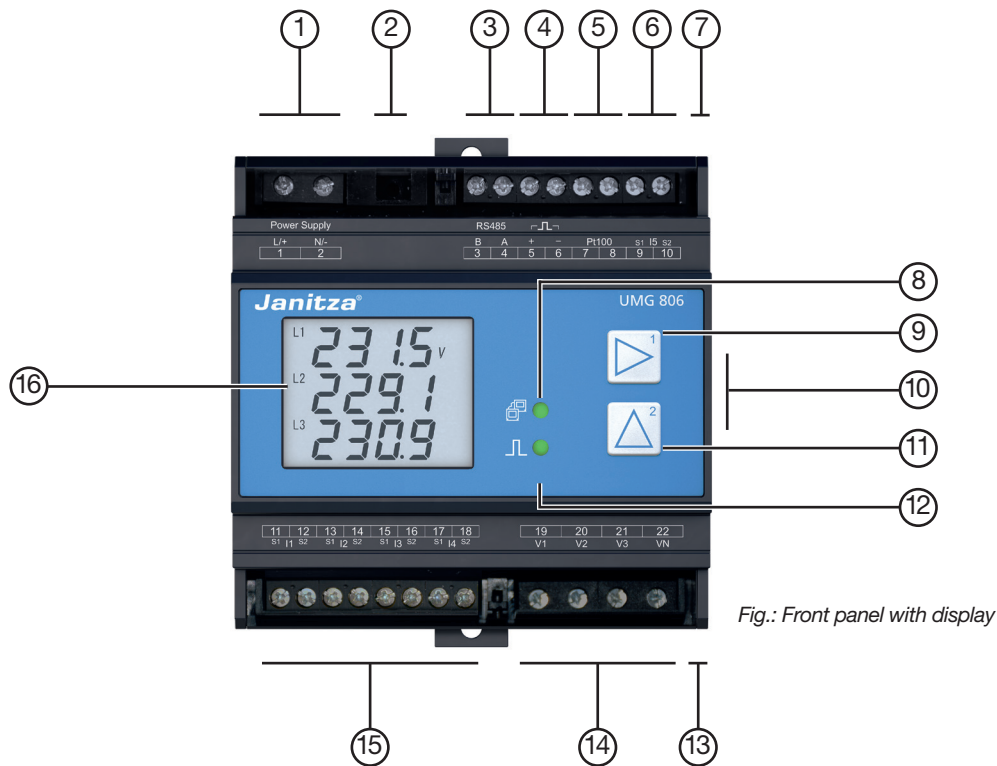 1 2 3 4 5 6 7
Power Supply RS485
L/+ N/- B A + − Pt100 S1 I5 S2
1 2 3 4 5 6 7 8 9 10
Janitza® UMG 806
8
L1 231.5 V
1
9
L2 229.1
10
16
L3 230.9
2
11
12
11 12 13 14 15 16 17 18 19 20 21 22
S1 I1 S2 S1 I2 S2 S1 I3 S2 S1 I4 S2 V1 V2 V3 VN
Fig.: Front panel with display
15 14 13